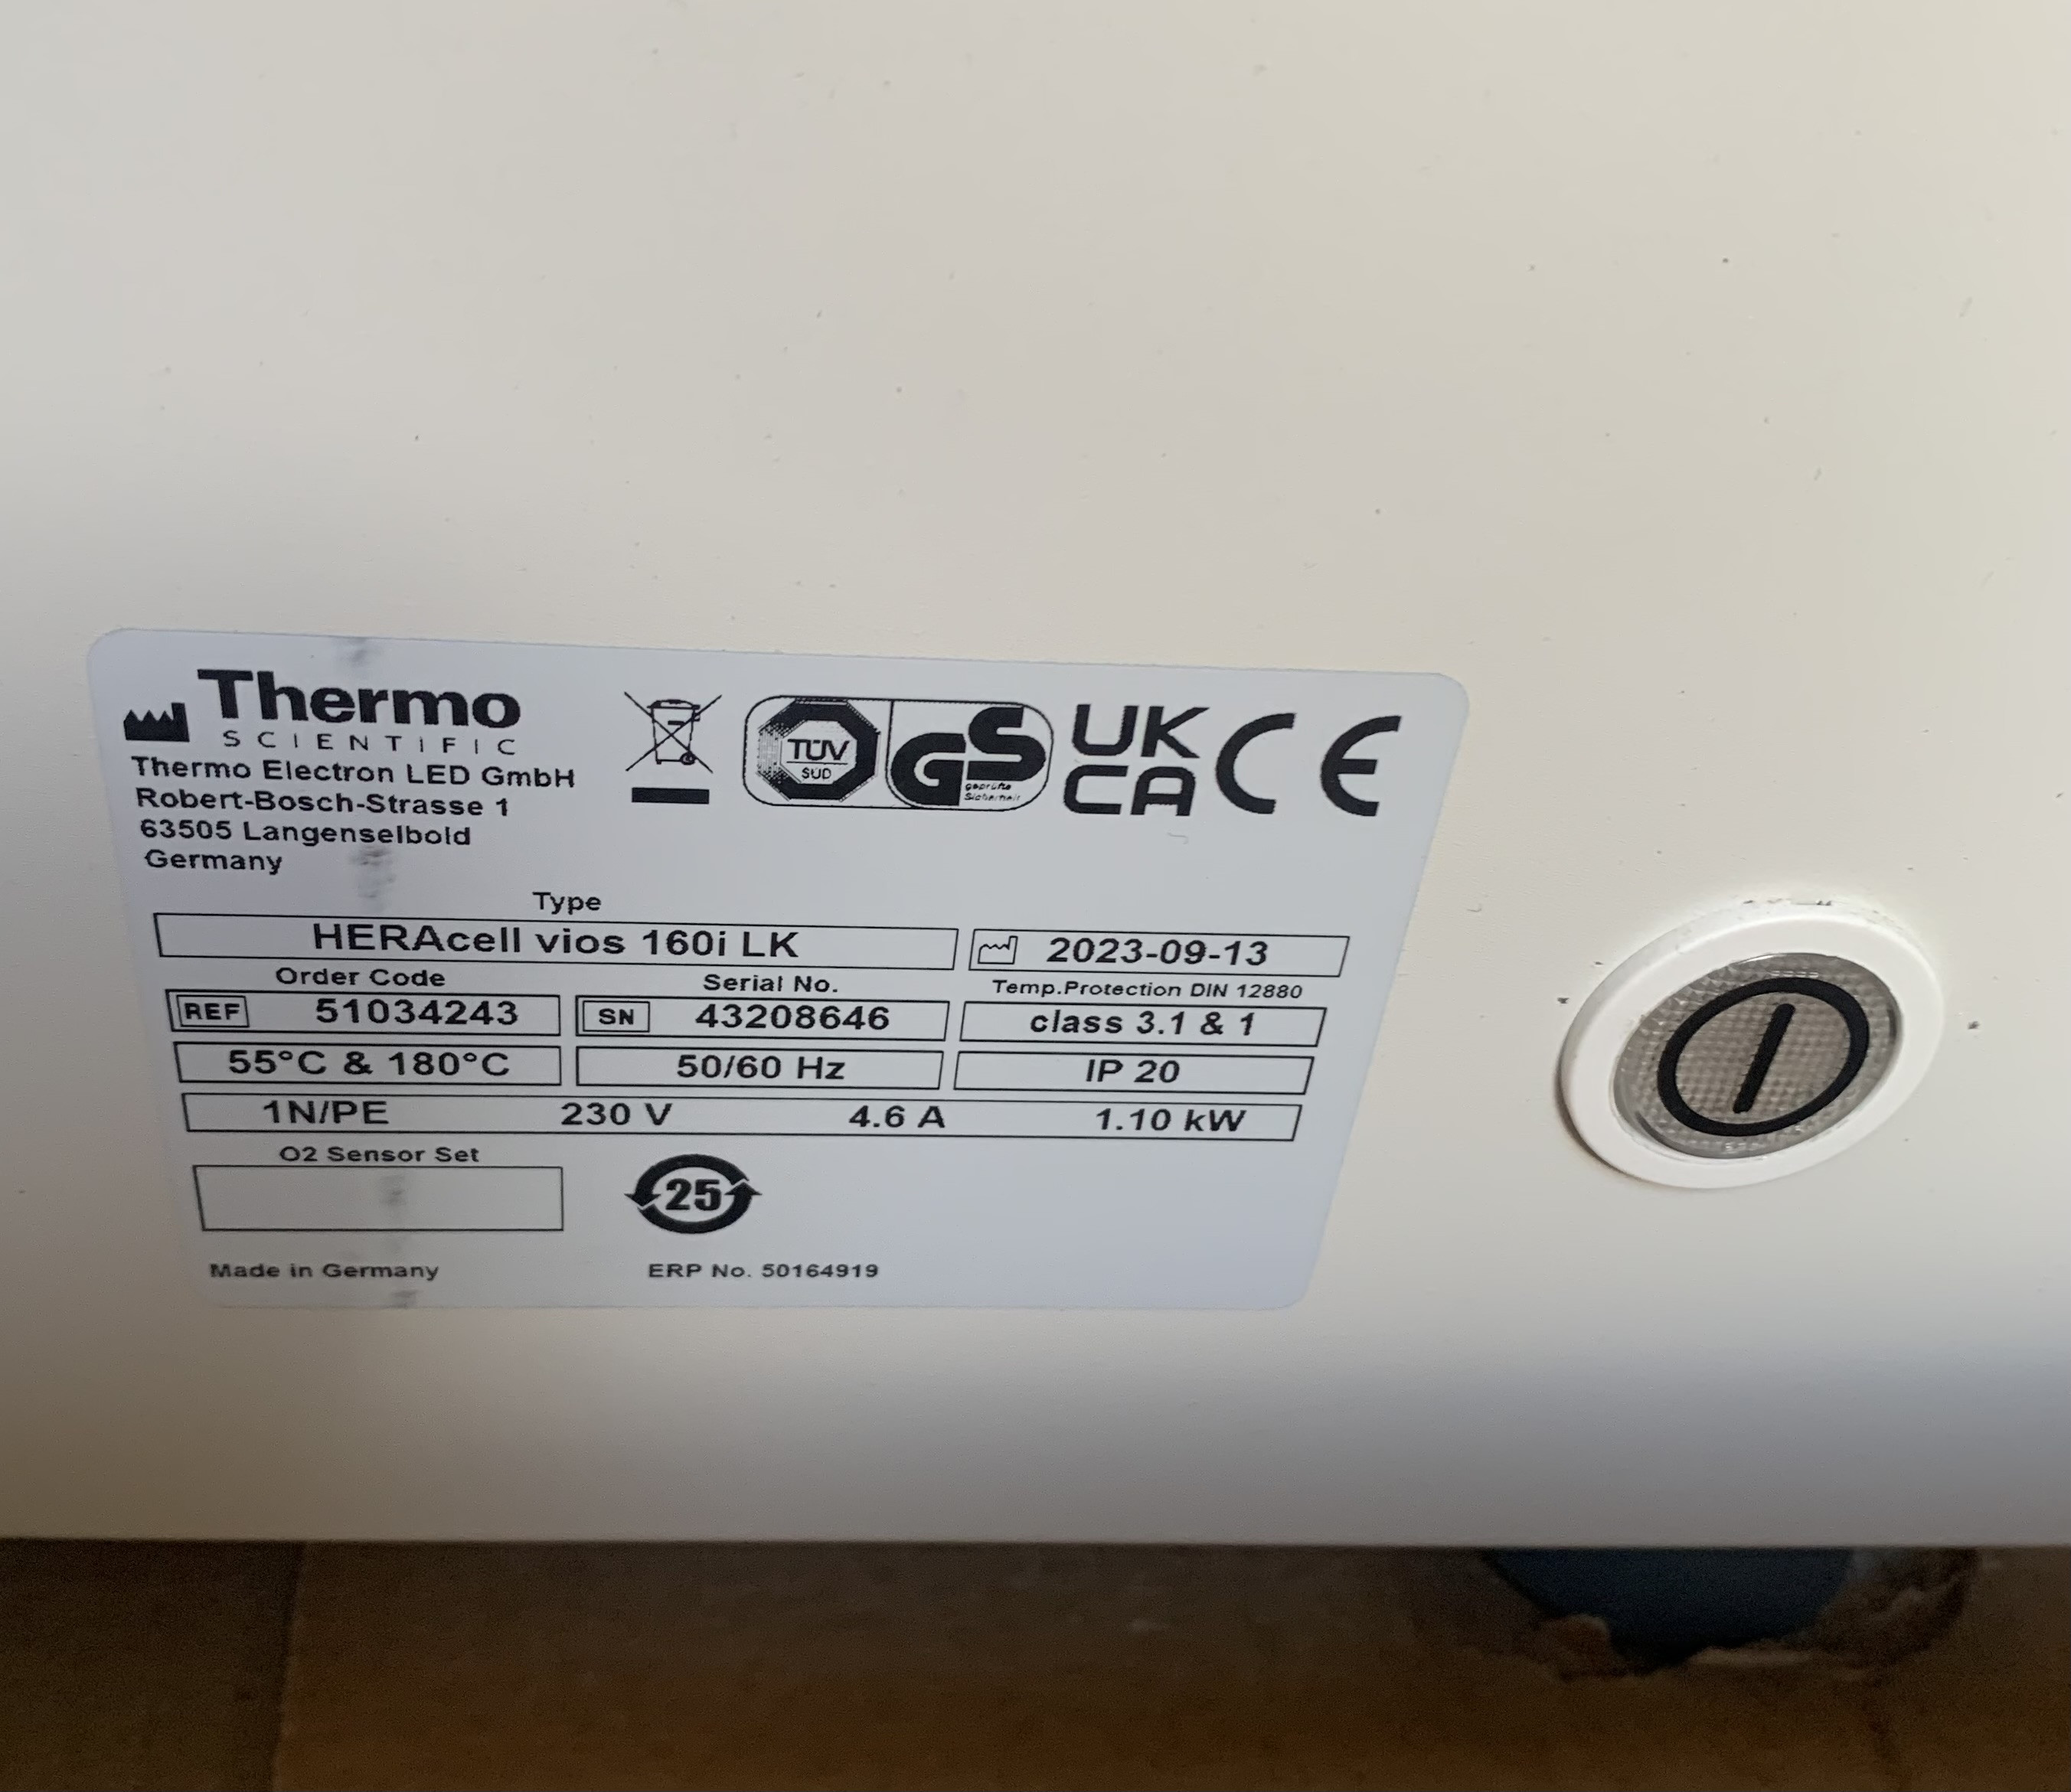 Thermo
SCIENTIFIC
Thermo Electron LED GmbH
Robert-Bosch-Strasse 1
63505 Langenselbold
Germany
TÜV
SÜD
GS
geprüfte
Sicherheit
UK
CA
CE
Type
HERAcell vios 160i LK
2023-09-13
Order Code
Serial No.
Temp.Protection DIN 12880
REF 51034243
SN 43208646
class 3.1 & 1
55°C & 180°C
50/60 Hz
IP 20
1N/PE 230 V 4.6 A 1.10 kW
O2 Sensor Set
25
Made in Germany
ERP No. 50164919